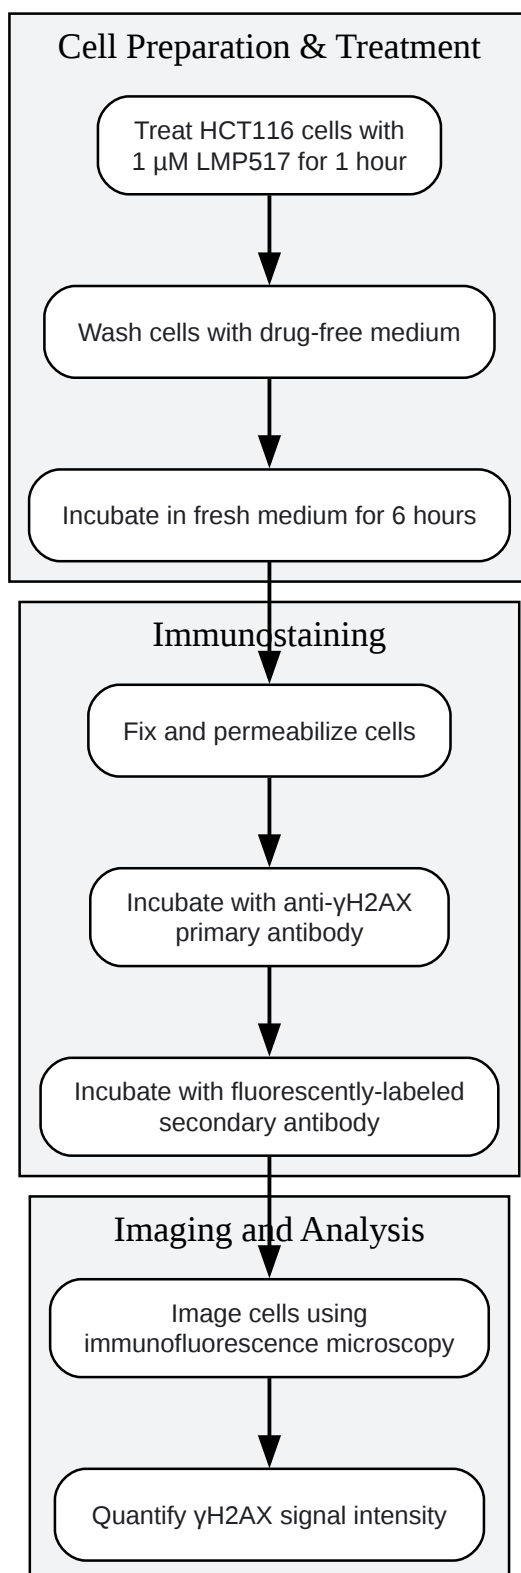 Cell Preparation & Treatment
Treat HCT116 cells with
1 µM LMP517 for 1 hour
Wash cells with drug-free medium
Incubate in fresh medium for 6 hours
Immunostaining
Fix and permeabilize cells
Incubate with anti-γH2AX
primary antibody
Incubate with fluorescently-labeled
secondary antibody
Imaging and Analysis
Image cells using
immunofluorescence microscopy
Quantify γH2AX signal intensity